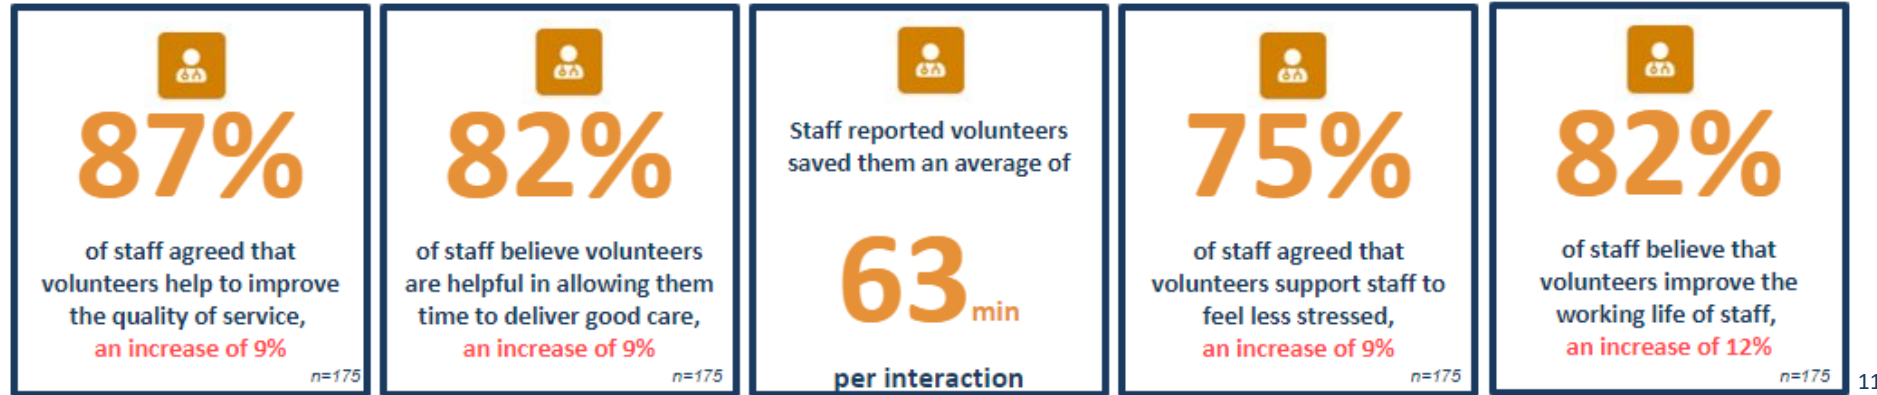 87%
of staff agreed that
volunteers help to improve
the quality of service,
an increase of 9%
n=175
82%
of staff believe volunteers
are helpful in allowing them
time to deliver good care,
an increase of 9%
n=175
Staff reported volunteers
saved them an average of
63 min
per interaction
75%
of staff agreed that
volunteers support staff to
feel less stressed,
an increase of 9%
n=175
82%
of staff believe that
volunteers improve the
working life of staff,
an increase of 12%
n=175
11